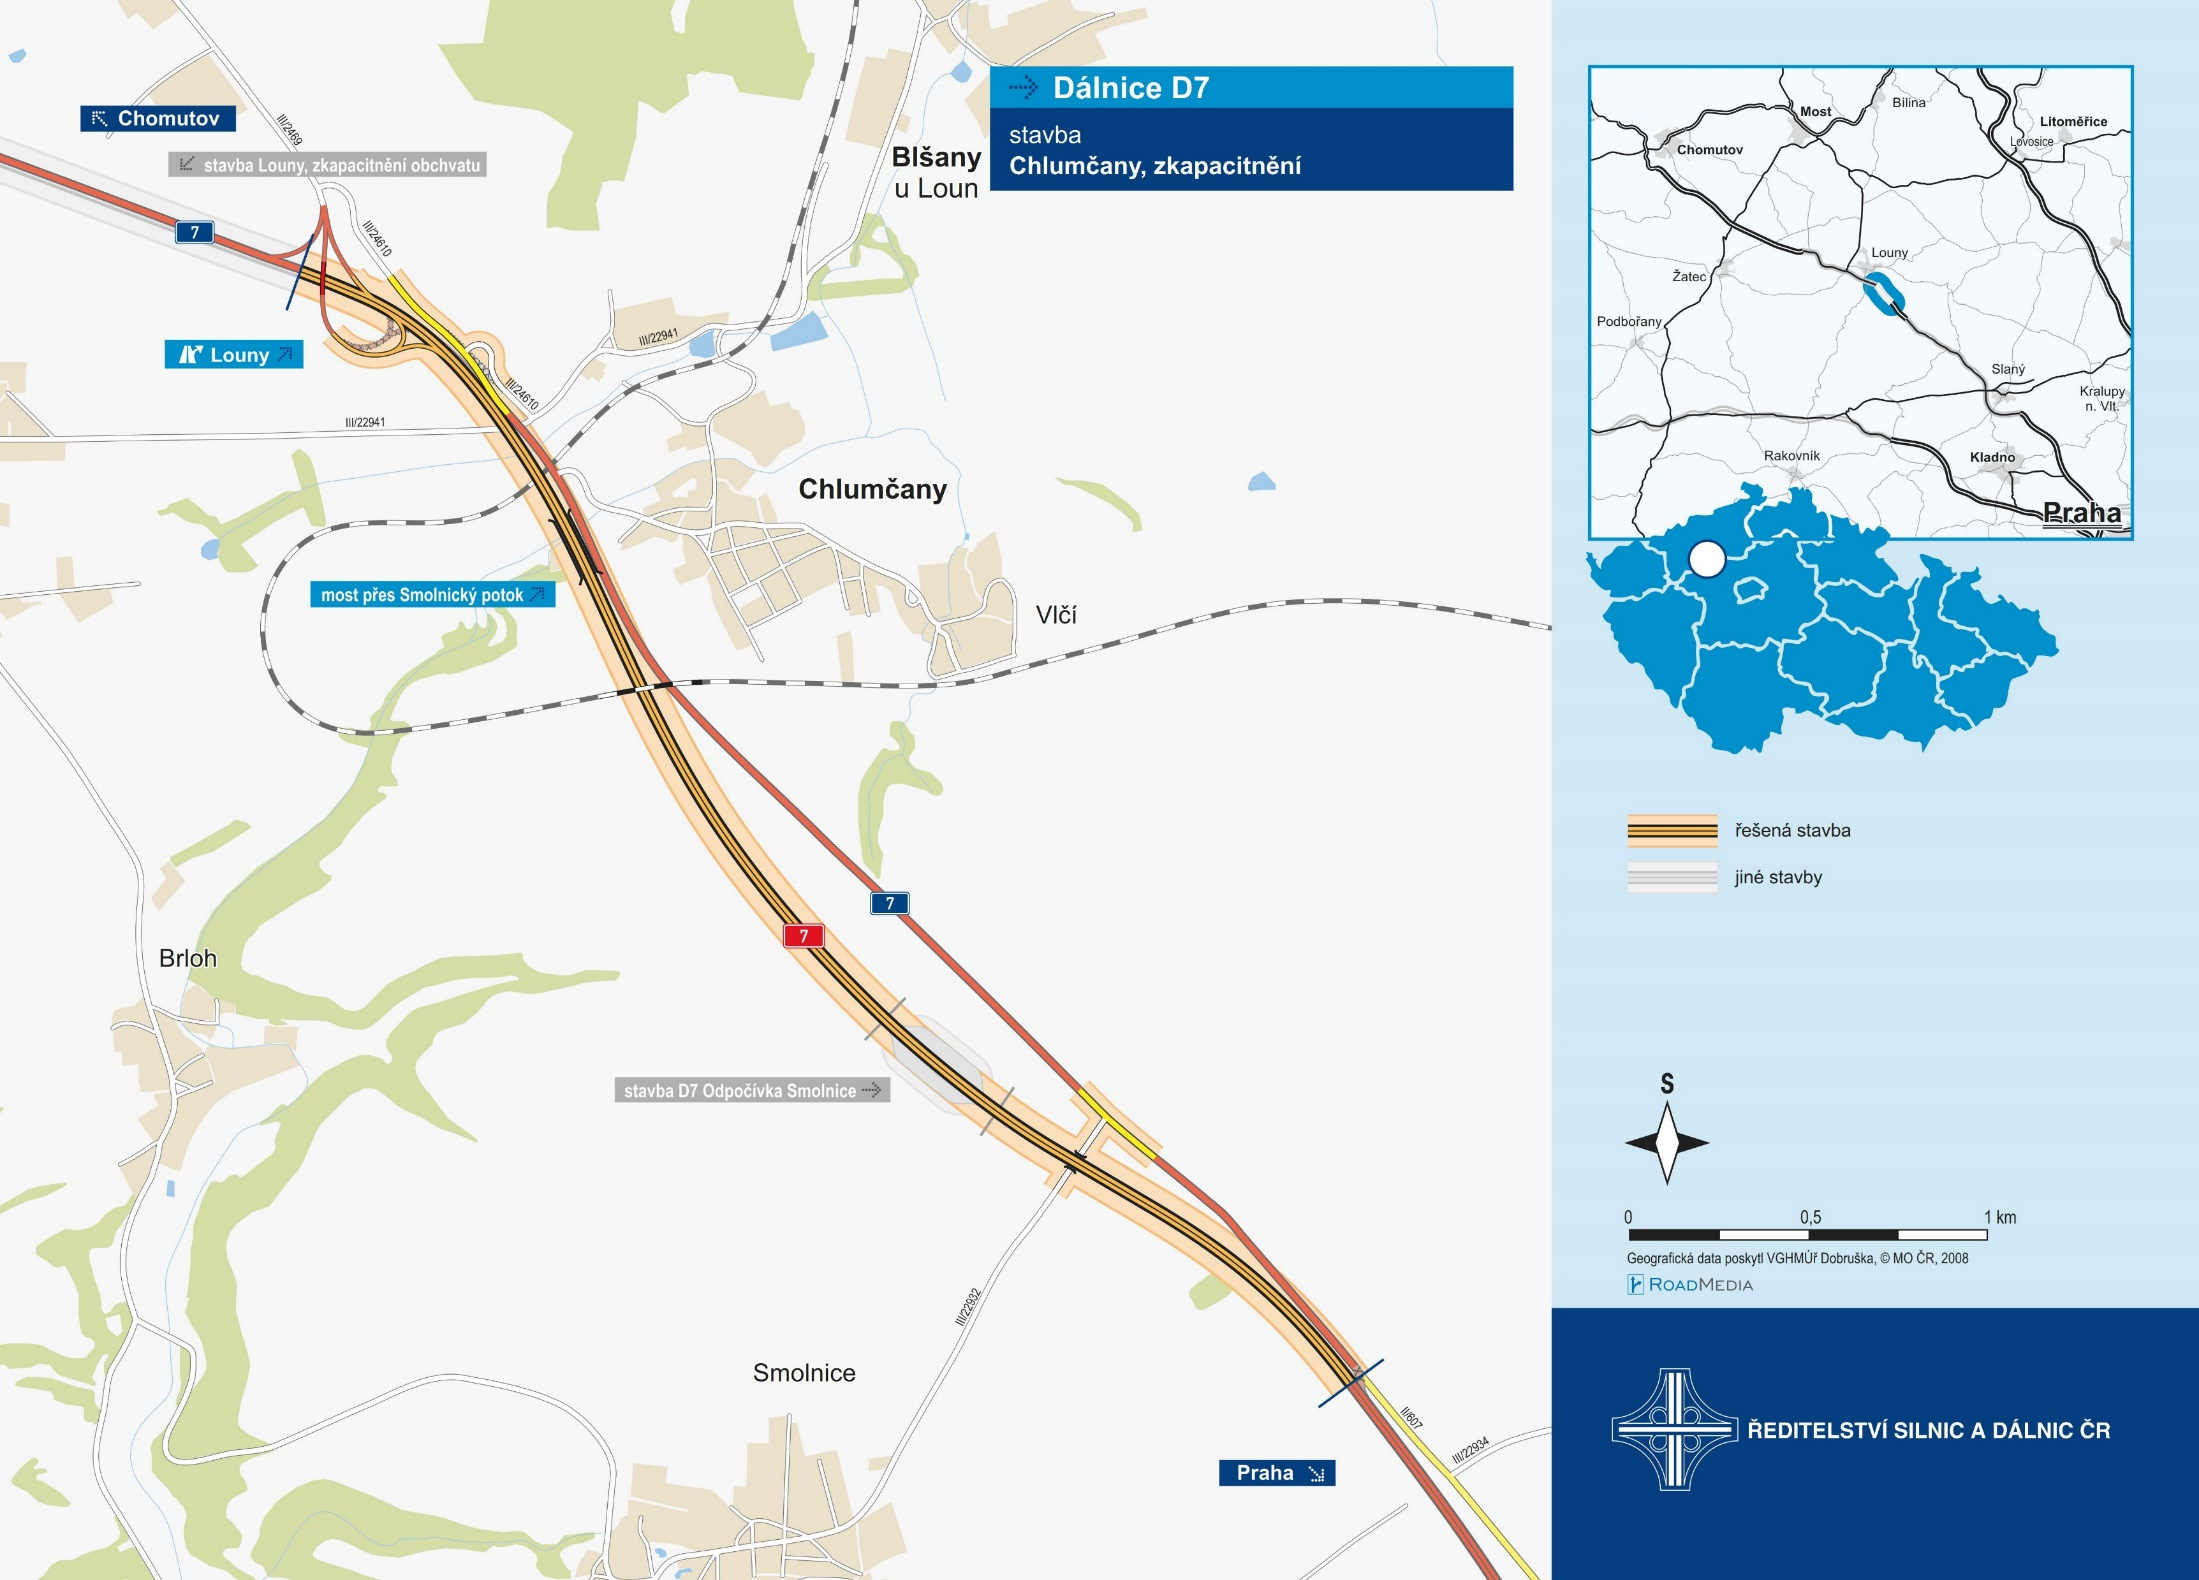 Dálnice D7
stavba
Chlumčany, zkapacitnění
Chomutov
III/2469
stavba Louny, zkapacitnění obchvatu
7
III/24610
Louny
III/22941
III/24610
III/22941
Blšany
u Loun
Chlumčany
most přes Smolnický potok
Vlčí
7
7
Brloh
stavba D7 Odpočívka Smolnice
III/22932
Smolnice
Praha
II/607
III/22934
Most
Bílina
Litoměřice
Lovosice
Chomutov
Louny
Žatec
Podbořany
Slaný
Kralupy
n. Vlt.
Rakovník
Kladno
Praha
řešená stavba
jiné stavby
S
0 0,5 1 km
Geografická data poskytl VGHMÚř Dobruška, © MO ČR, 2008
ROADMEDIA
ŘEDITELSTVÍ SILNIC A DÁLNIC ČR